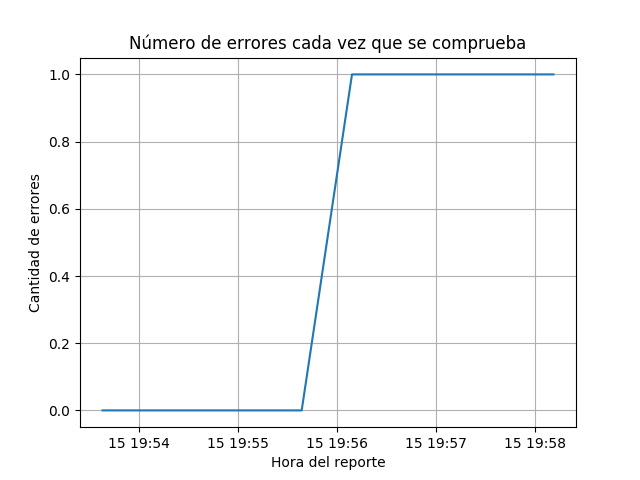 Número de errores cada vez que se comprueba
1.0
0.8
0.6
0.4
0.2
0.0
Cantidad de errores
15 19:54 15 19:55 15 19:56 15 19:57 15 19:58
Hora del reporte